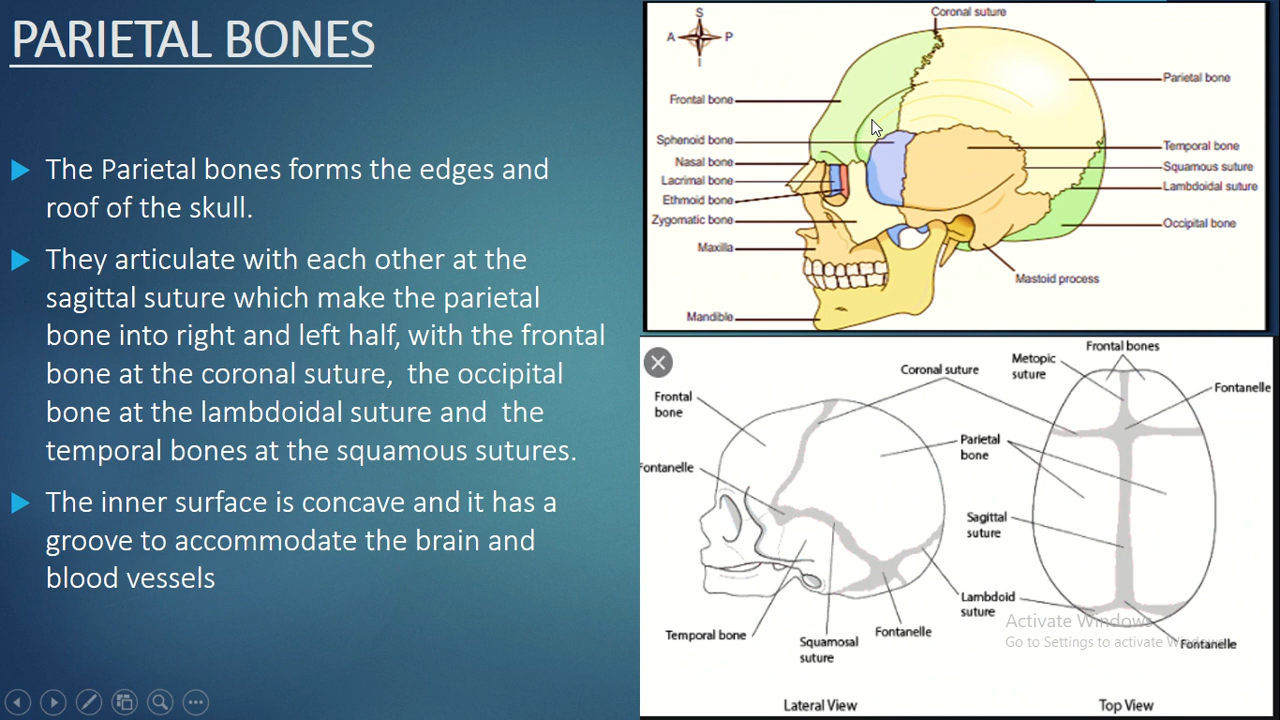 PARIETAL BONES
The Parietal bones forms the edges and
roof of the skull.
They articulate with each other at the
sagittal suture which make the parietal
bone into right and left half, with the frontal
bone at the coronal suture, the occipital
bone at the lambdoidal suture and the
temporal bones at the squamous sutures.
The inner surface is concave and it has a
groove to accommodate the brain and
blood vessels
Coronal suture
S
A
P
I
Parietal bone
Frontal bone
Sphenoid bone
Temporal bone
Nasal bone
Squamous suture
Lacrimal bone
Lambdoidal suture
Ethmoid bone
Zygomatic bone
Occipital bone
Maxilla
Mastoid process
Mandible
Frontal bones
Metopic
suture
Coronal suture
Fontanelle
Frontal
bone
Parietal
bone
Fontanelle
Sagittal
suture
Lambdoid
suture
Activate Windows
Go to Settings to activate Windows.
Temporal bone
Squamosal
suture
Fontanelle
Fontanelle
Lateral View
Top View